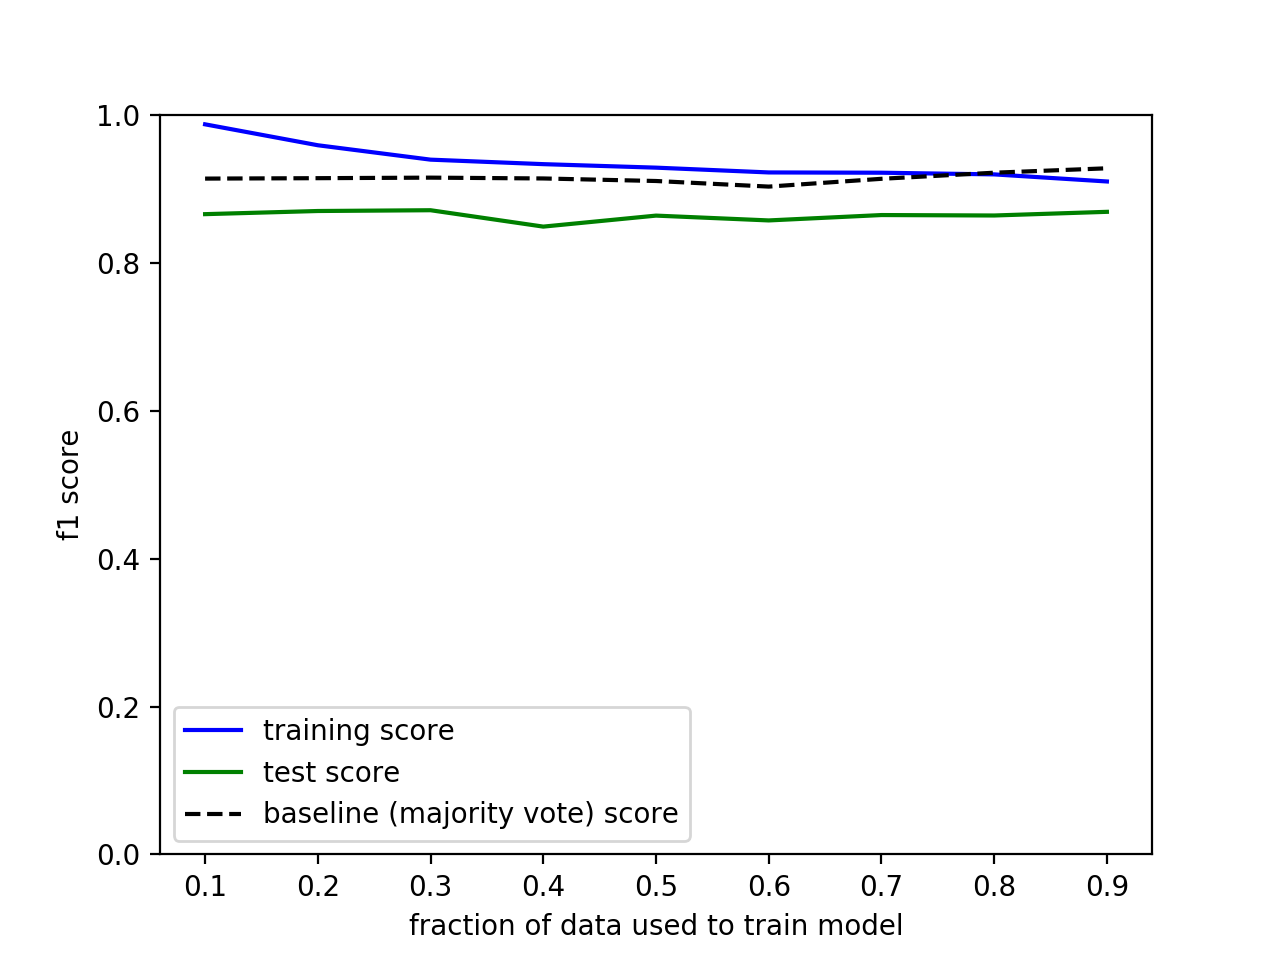 1.0
0.8
0.6
0.4
0.2
0.0
f1 score
training score
test score
baseline (majority vote) score
0.1 0.2 0.3 0.4 0.5 0.6 0.7 0.8 0.9
fraction of data used to train model